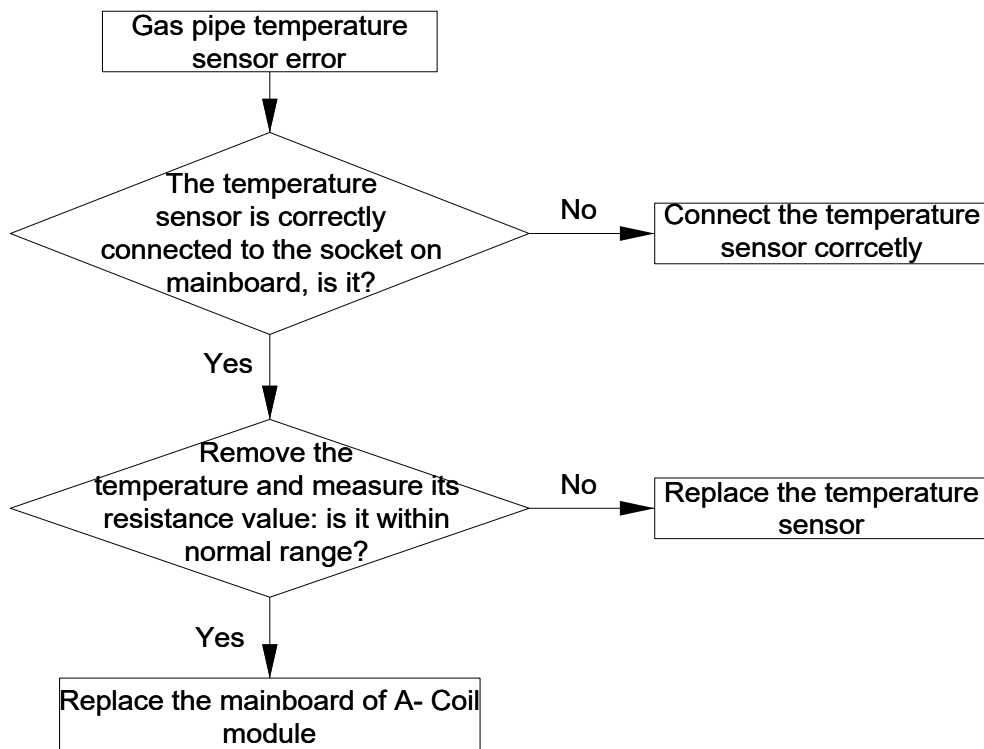 Gas pipe temperature
sensor error
The temperature
sensor is correctly
connected to the socket on
mainboard, is it?
No
Connect the temperature
sensor corrcetly
Yes
Remove the
temperature and measure its
resistance value: is it within
normal range?
No
Replace the temperature
sensor
Yes
Replace the mainboard of A- Coil
module